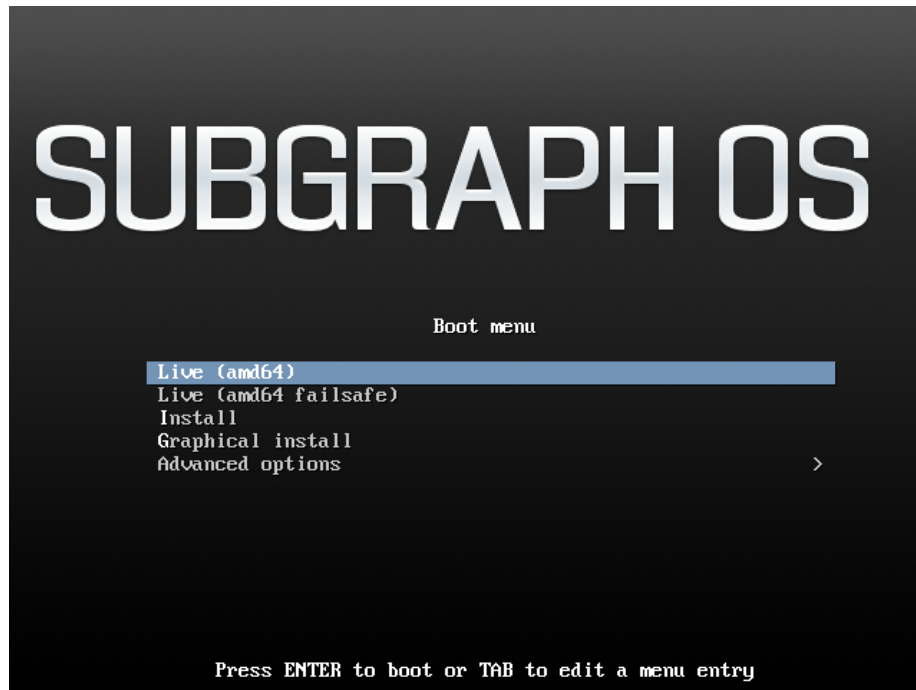 SUBGRAPH OS
Boot menu
Live (amd64)
Live (amd64 failsafe)
Install
Graphical install
Advanced options >
Press ENTER to boot or TAB to edit a menu entry